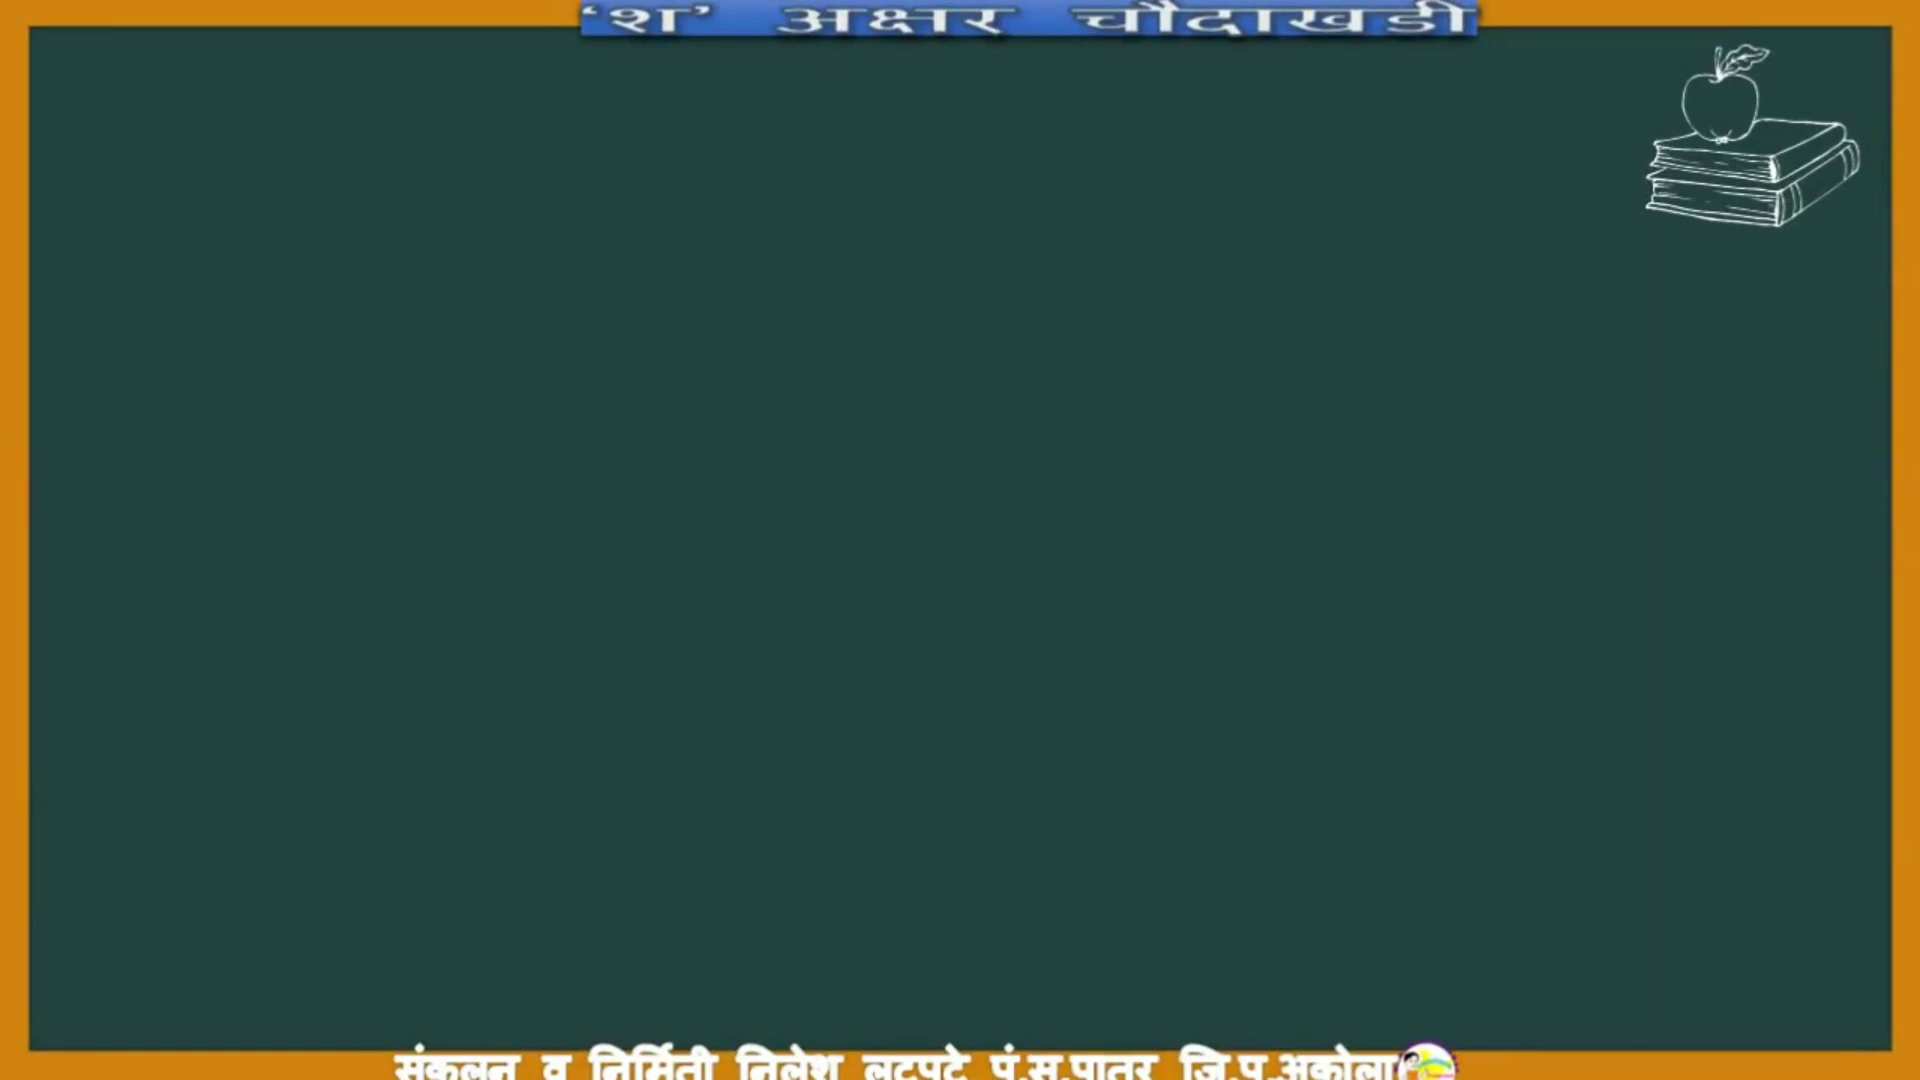 ‘श’ अक्षर चौदाखडी
संकलन व निर्मिती निलेश लटपटे पं.स.पातुर जि.प.अकोला